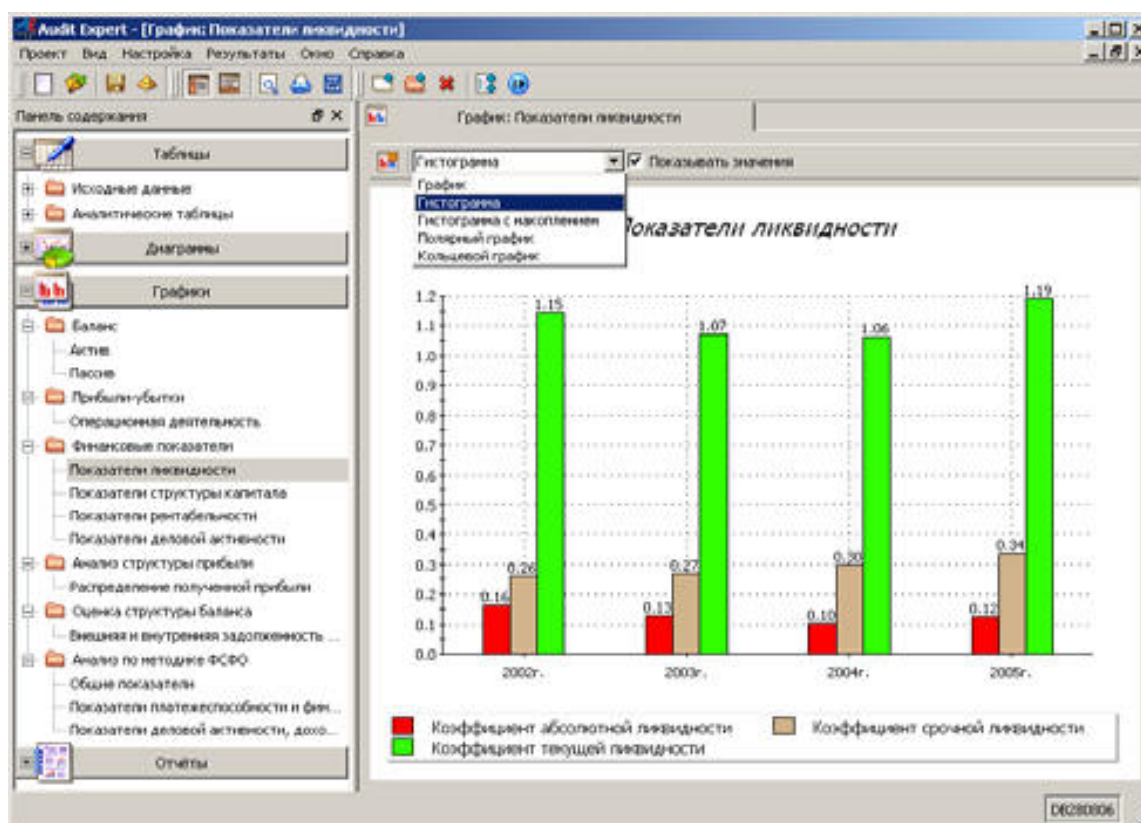 Audit Expert - [График: Показатели ликвидности]
Проект Вид Настройка Результаты Окно Справка
Панель содержания
График: Показатели ликвидности
Таблицы
Исходные данные
Аналитические таблицы
Диаграммы
Графики
Баланс
Актив
Пассив
Прибыли-убытки
Операционная деятельность
Финансовые показатели
Показатели ликвидности
Показатели структуры капитала
Показатели рентабельности
Показатели деловой активности
Анализ структуры прибыли
Распределение полученной прибыли
Оценка структуры баланса
Внешняя и внутренняя задолженность ...
Анализ по методике ФСФО
Общие показатели
Показатели платежеспособности и фин...
Показатели деловой активности, дохо...
Отчёты
Гистограмма
Показывать значения
График
Гистограмма
Гистограмма с накоплением
Полярный график
Кольцевой график
Показатели ликвидности
1.2
1.1
1.0
0.9
0.8
0.7
0.6
0.5
0.4
0.3
0.2
0.1
0.0
0.16 0.26 1.15
0.13 0.27 1.07
0.10 0.30 1.06
0.12 0.34 1.19
2002г. 2003г. 2004г. 2005г.
Коэффициент абсолютной ликвидности Коэффициент срочной ликвидности
Коэффициент текущей ликвидности
DB280806